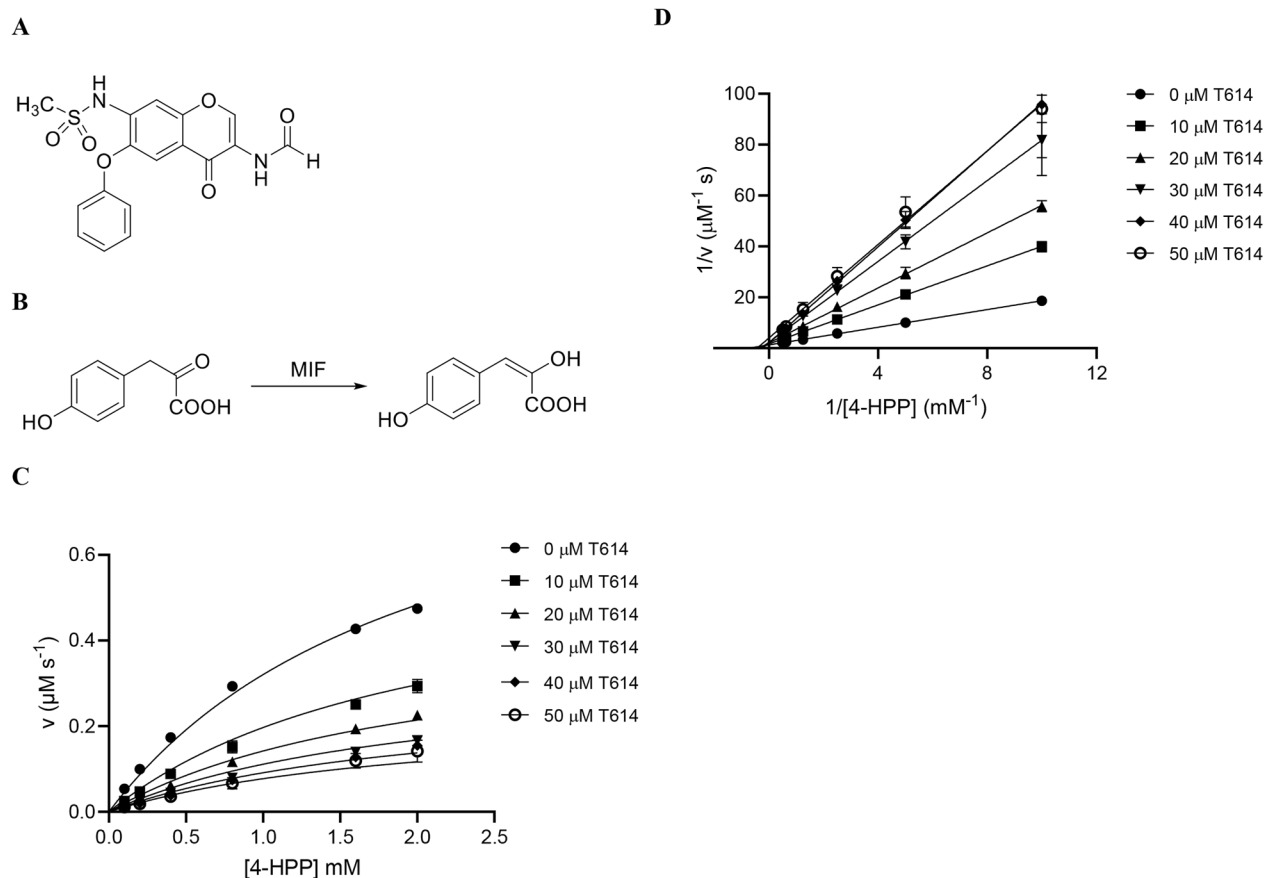 A
H₃C
S
O
O
H
N
O
O
O
N
H
O
H
B
HO
O
COOH
MIF
HO
OH
COOH
C
v (µM s⁻¹)
0.6
0.4
0.2
0.0
0.0 0.5 1.0 1.5 2.0 2.5
[4-HPP] mM
0 μM T614
10 μM T614
20 μM T614
30 μM T614
40 μM T614
50 μM T614
D
1/v (μM⁻¹ s)
100
80
60
40
20
0 4 8 12
1/[4-HPP] (mM⁻¹)
0 μM T614
10 μM T614
20 μM T614
30 μM T614
40 μM T614
50 μM T614